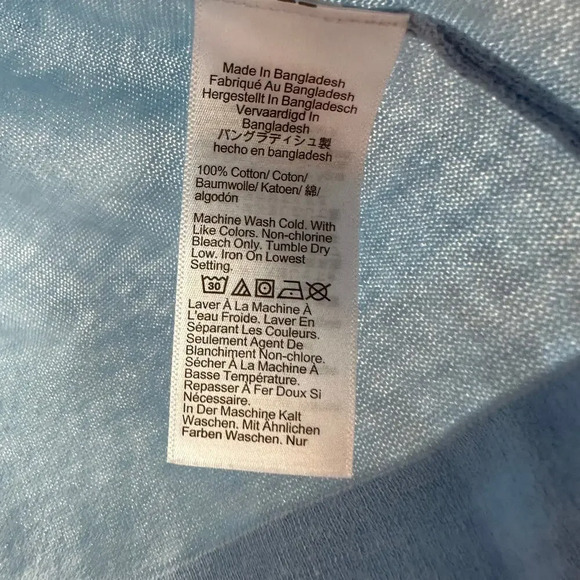 Made In Bangladesh
Fabriqué Au Bangladesh
Hergestellt In Bangladesch
Vervaardigd In
Bangladesh
バングラディシュ製
hecho en bangladesh
100% Cotton/ Coton/
Baumwolle/ Katoen/ 綿/
algodón
Machine Wash Cold. With
Like Colors. Non-chlorine
Bleach Only. Tumble Dry
Low. Iron On Lowest
Setting.
30
Laver À La Machine À
L'eau Froide. Laver En
Séparant Les Couleurs.
Seulement Agent De
Blanchiment Non-chlore.
Sécher À La Machine À
Basse Température.
Repasser À Fer Doux Si
Nécessaire.
In Der Maschine Kalt
Waschen. Mit Ähnlichen
Farben Waschen. Nur